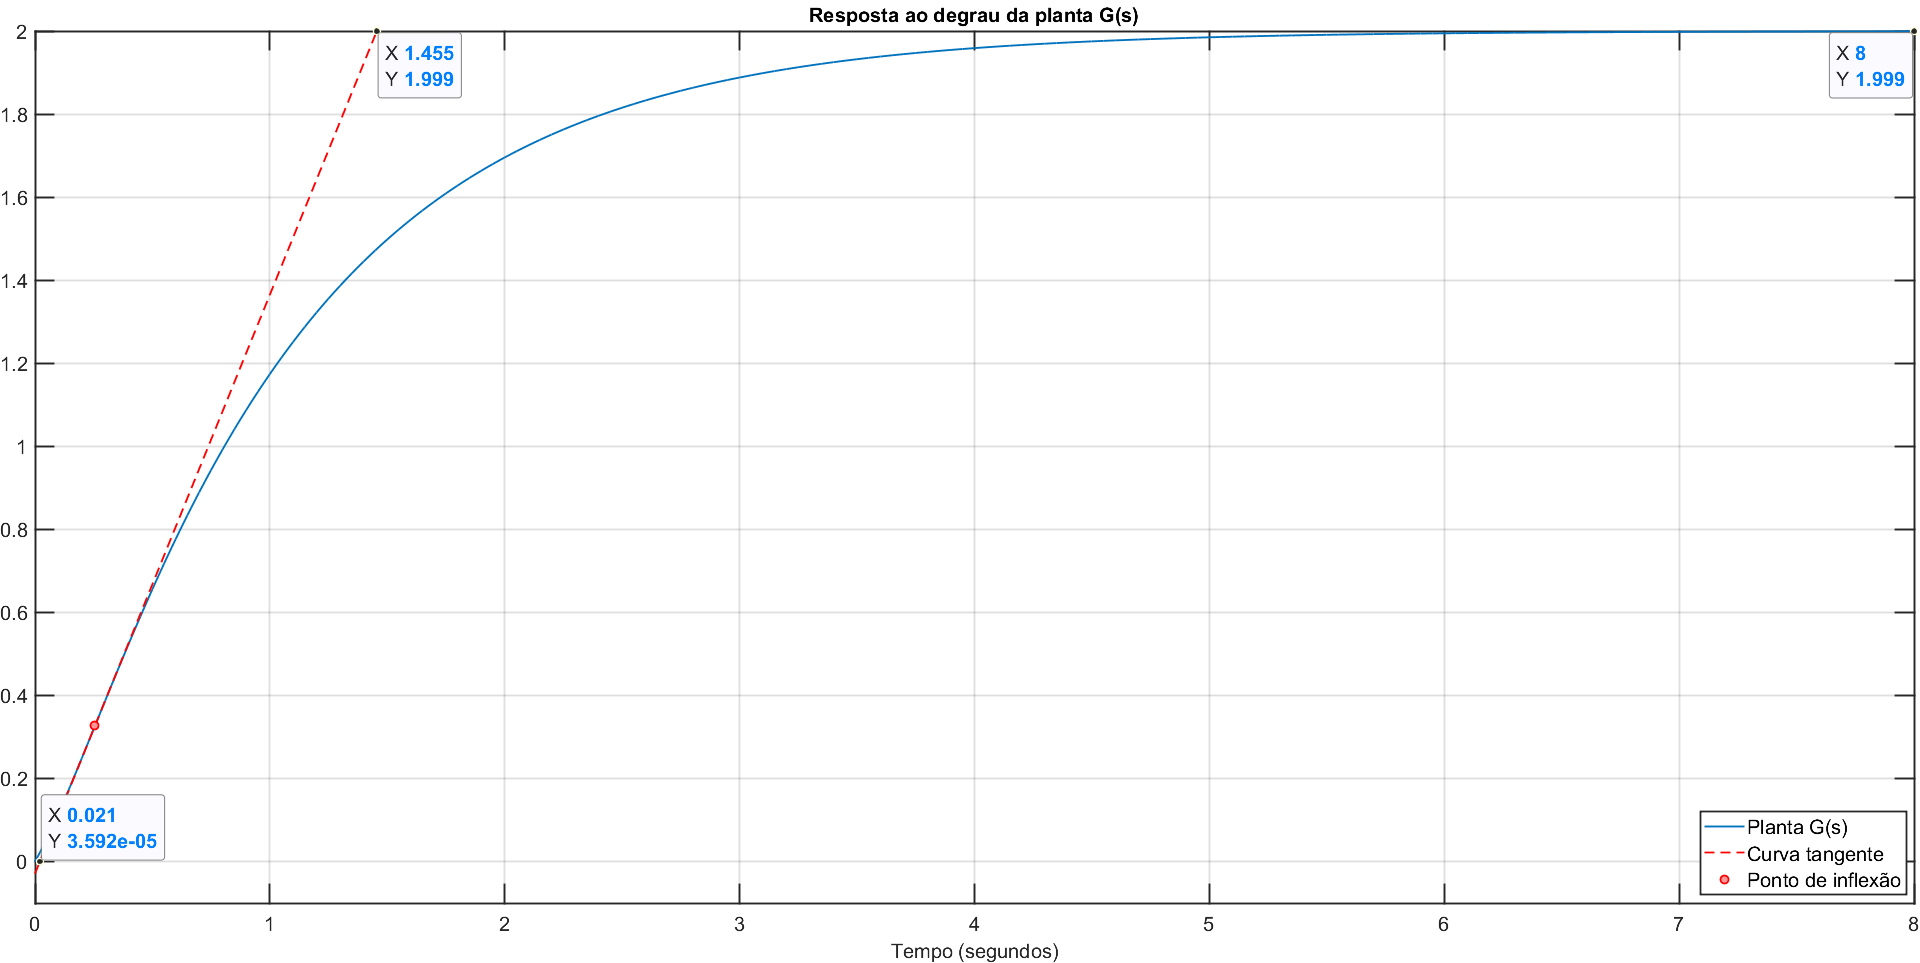 Resposta ao degrau da planta G(s)
2
1.8
1.6
1.4
1.2
1
0.8
0.6
0.4
0.2
0
X 1.455
Y 1.999
X 8
Y 1.999
X 0.021
Y 3.592e-05
Planta G(s)
Curva tangente
Ponto de inflexão
0 1 2 3 4 5 6 7 8
Tempo (segundos)